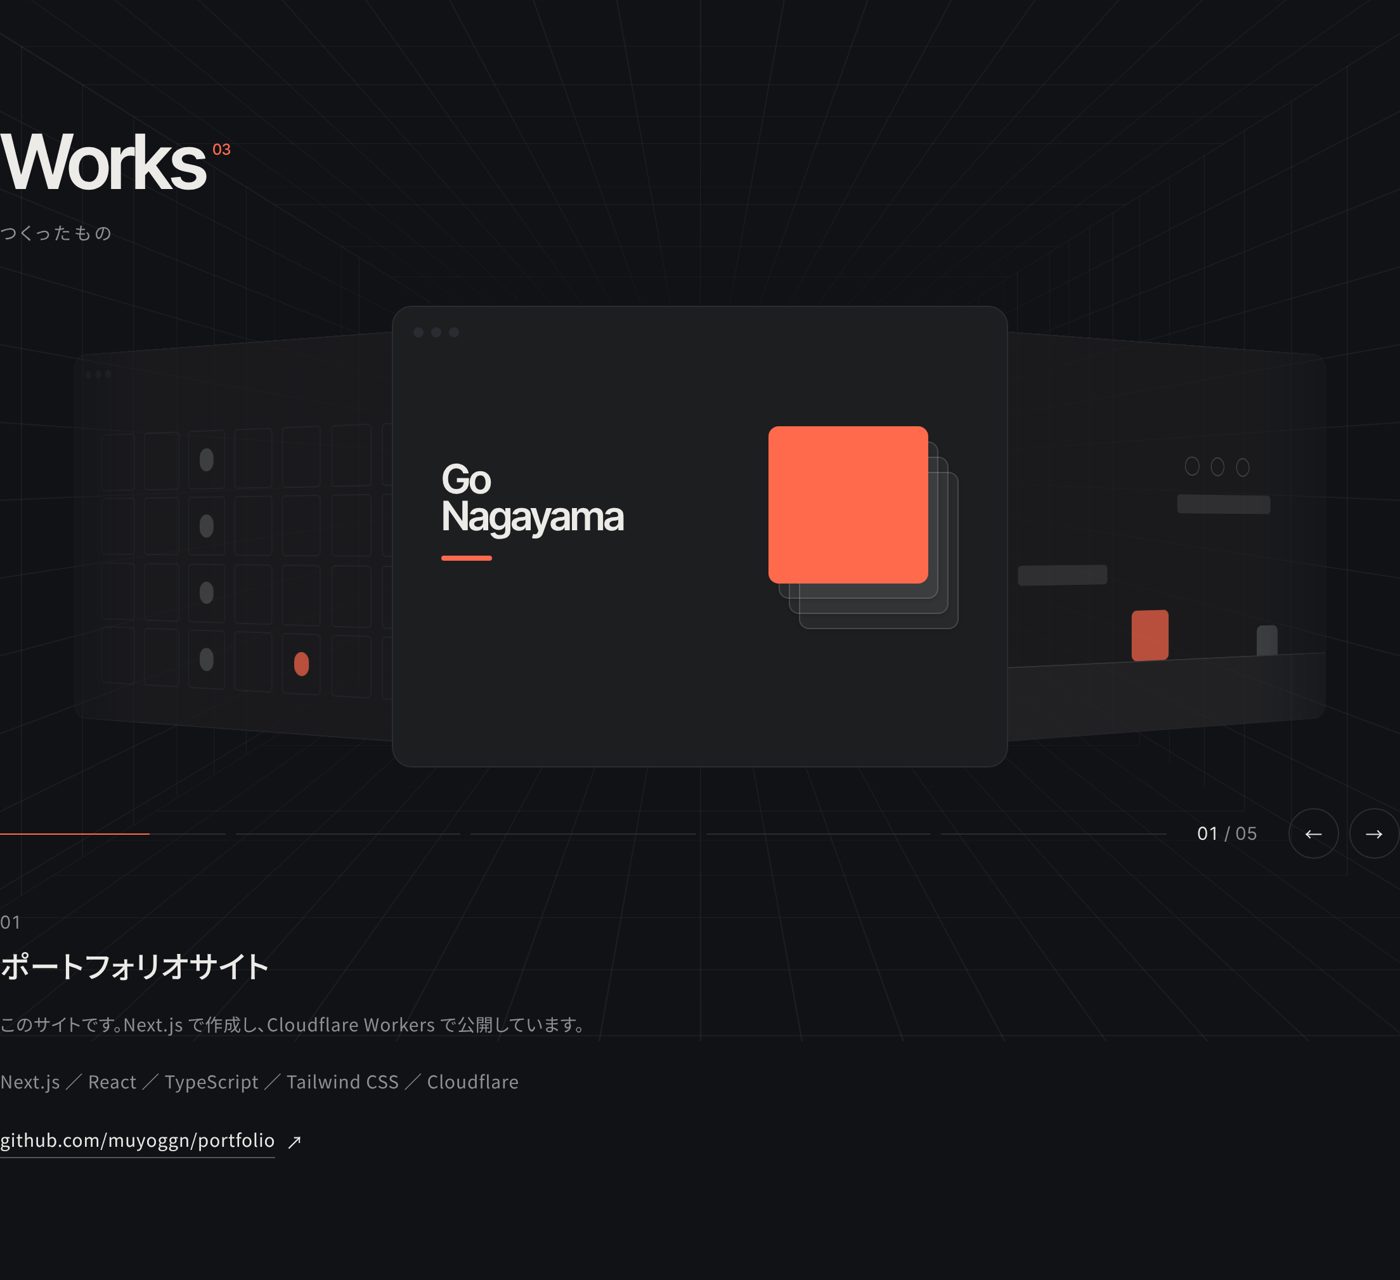 Works 03
つくったもの
Go
Nagayama
01 / 05 ← →
01
ポートフォリオサイト
このサイトです。Next.js で作成し、Cloudflare Workers で公開しています。
Next.js ／ React ／ TypeScript ／ Tailwind CSS ／ Cloudflare
github.com/muyoggn/portfolio ↗